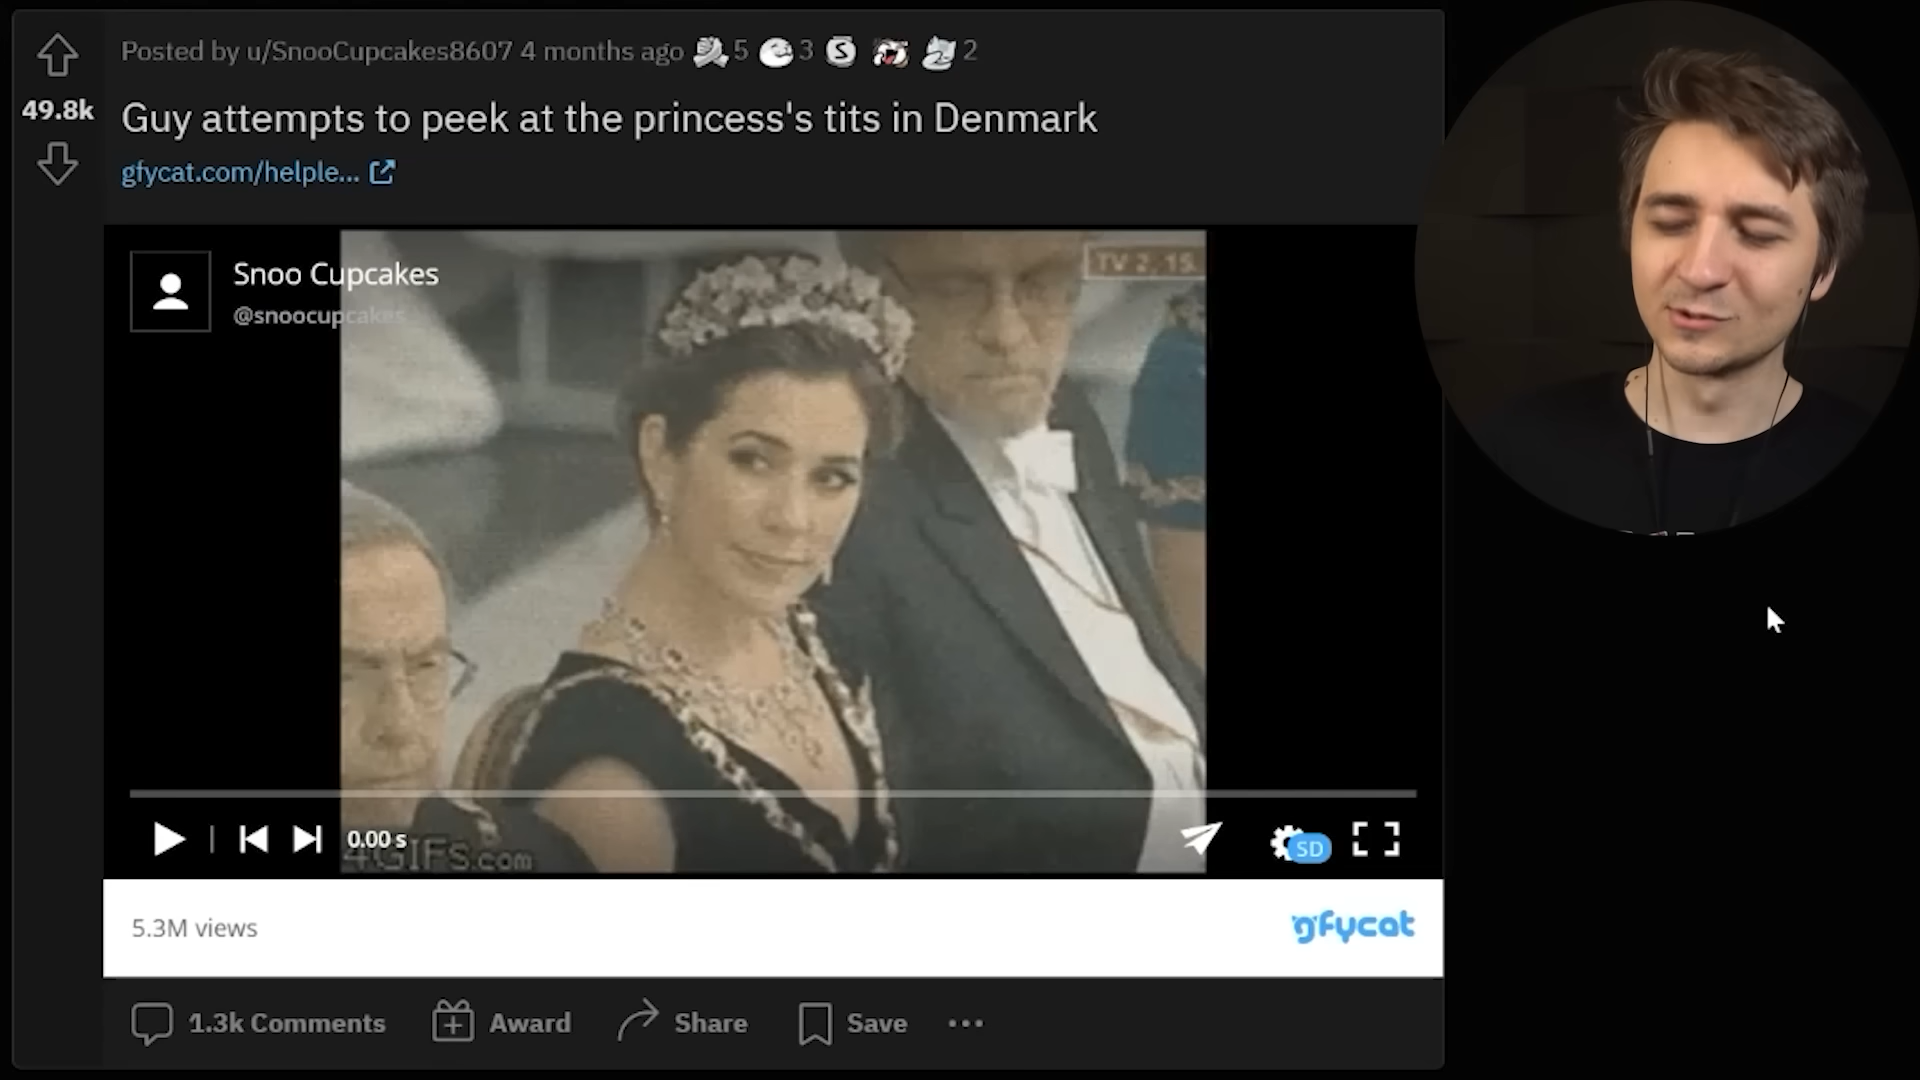 Posted by u/SnooCupcakes8607 4 months ago 5 3 S 2
49.8k
Guy attempts to peek at the princess's tits in Denmark
gfycat.com/helple...
Snoo Cupcakes
@snoocupcakes
TV 2, 15.
0.00 s
4GIFs.com
SD
5.3M views
gfycat
1.3k Comments Award Share Save